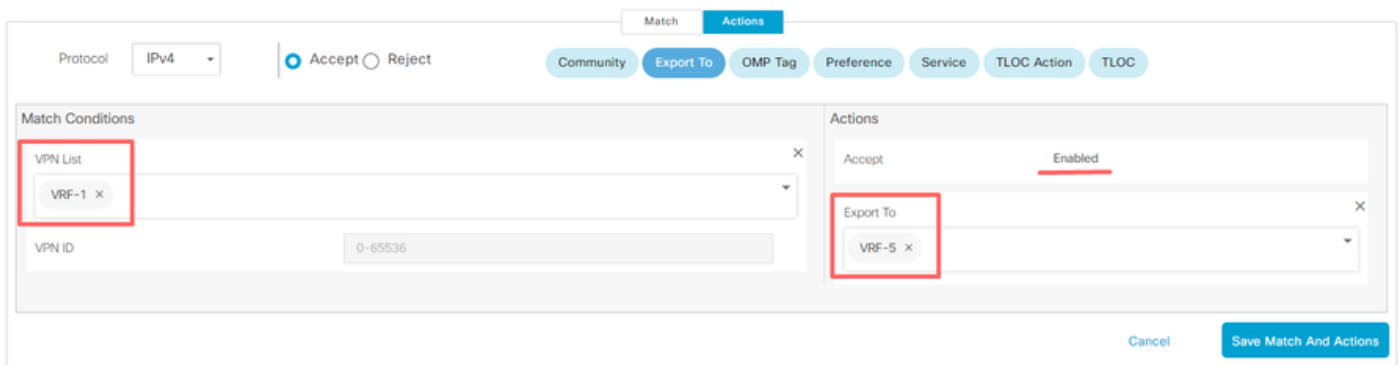 Match Actions
Protocol IPv4 Accept Reject Community Export To OMP Tag Preference Service TLOC Action TLOC
Match Conditions
VPN List
VRF-1 ×
VPN ID 0-65536
Actions
Accept Enabled
Export To
VRF-5 ×
Cancel Save Match And Actions